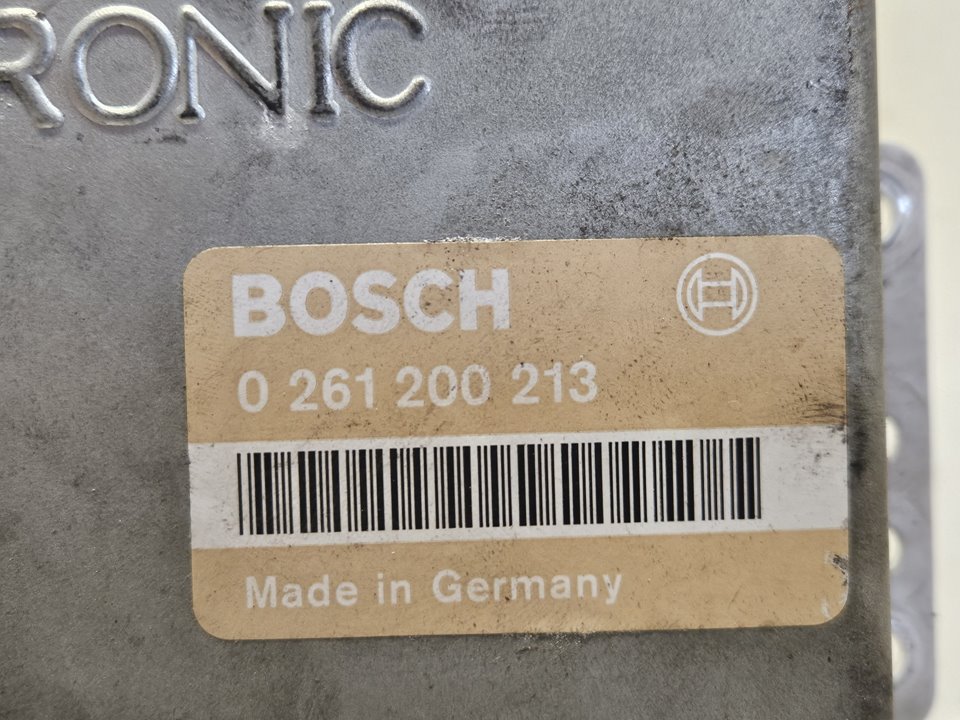 RONIC
BOSCH
0 261 200 213
Made in Germany